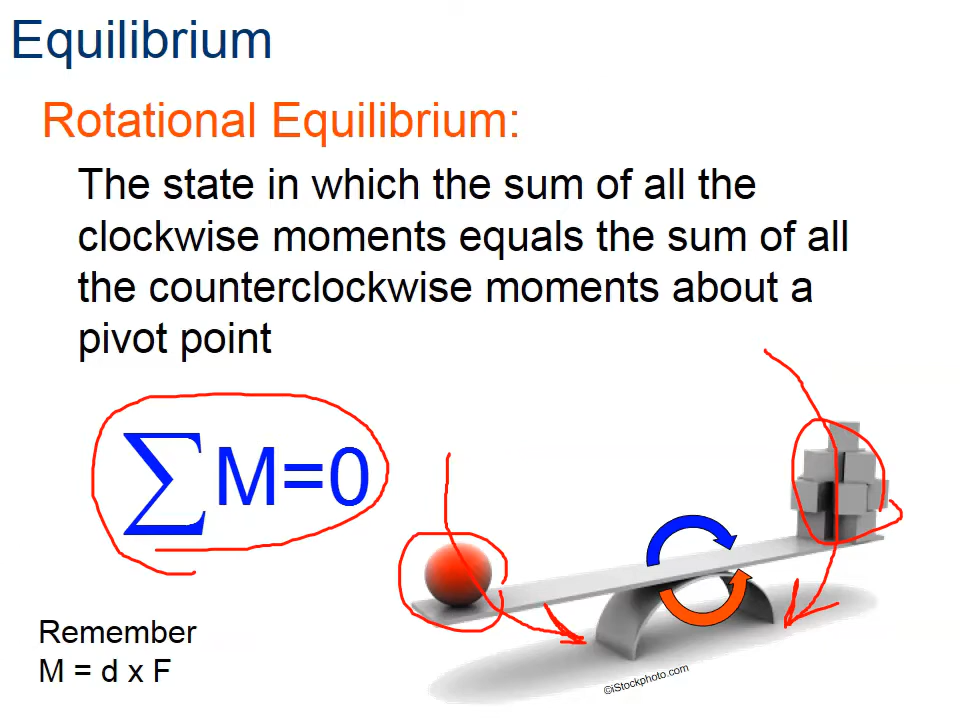 Equilibrium
Rotational Equilibrium:
The state in which the sum of all the
clockwise moments equals the sum of all
the counterclockwise moments about a
pivot point
∑M=0
Remember
M = d x F
©iStockphoto.com